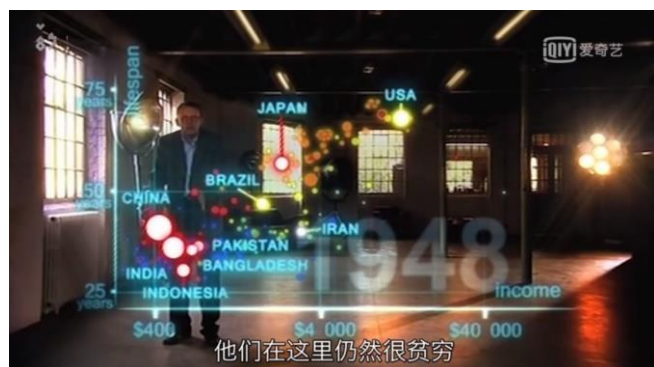 iQIYI 爱奇艺
lifespan
75
years
JAPAN
USA
50
years
CHINA
BRAZIL
IRAN
PAKISTAN
BANGLADESH
INDIA
INDONESIA
1948
25
years
income
$400
$4 000
$40 000
他们在这里仍然很贫穷